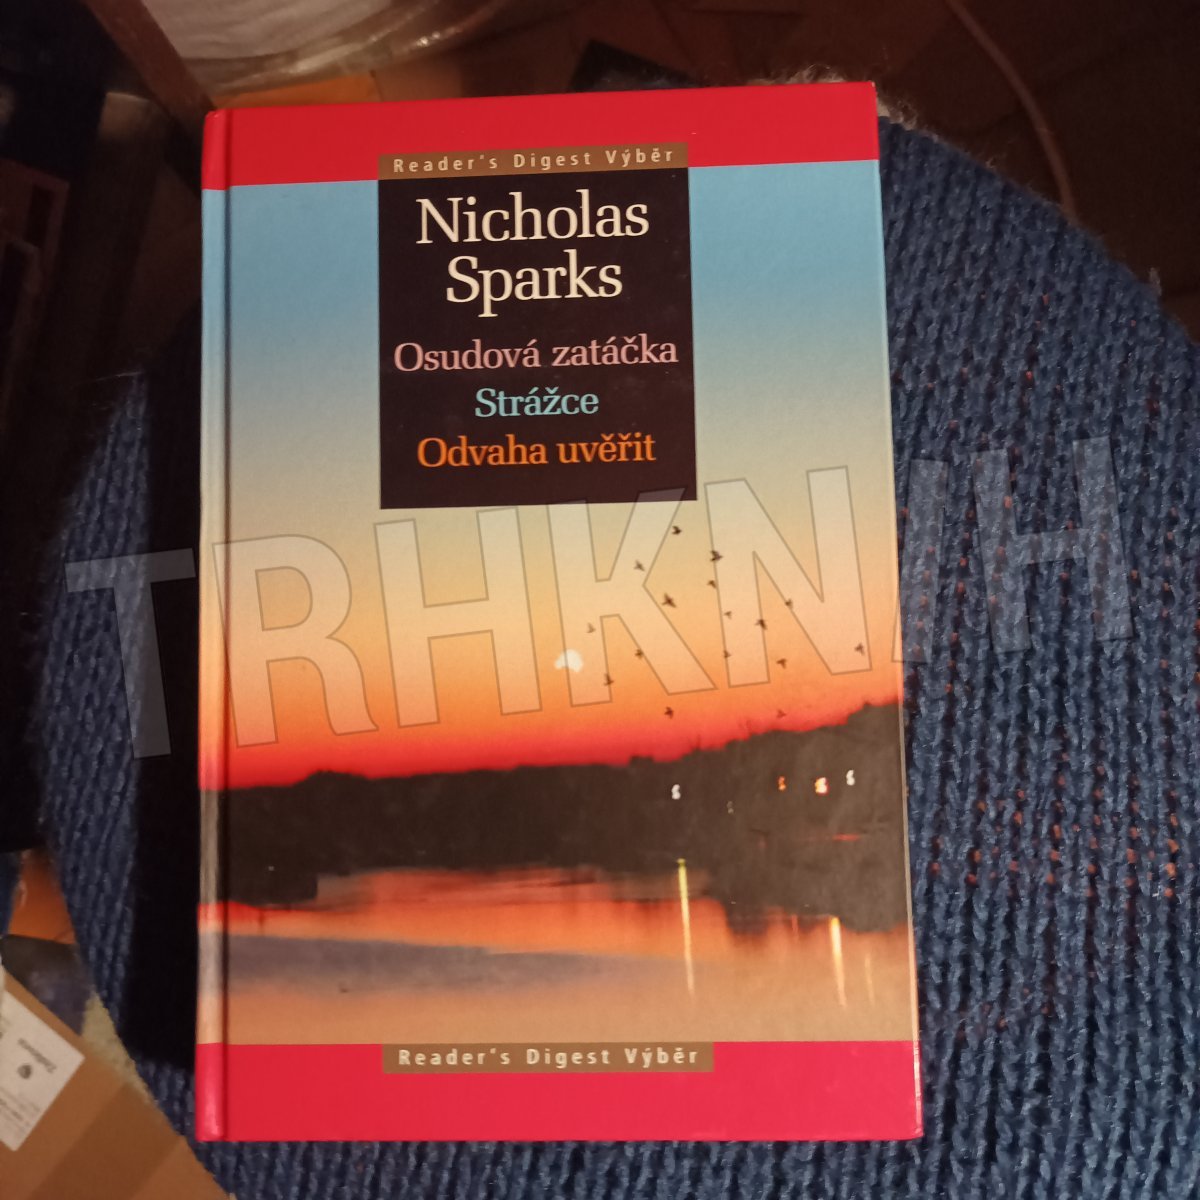 Reader's Digest Výběr
Nicholas
Sparks
Osudová zatáčka
Strážce
Odvaha uvěřit
TRHKNIH
Reader's Digest Výběr